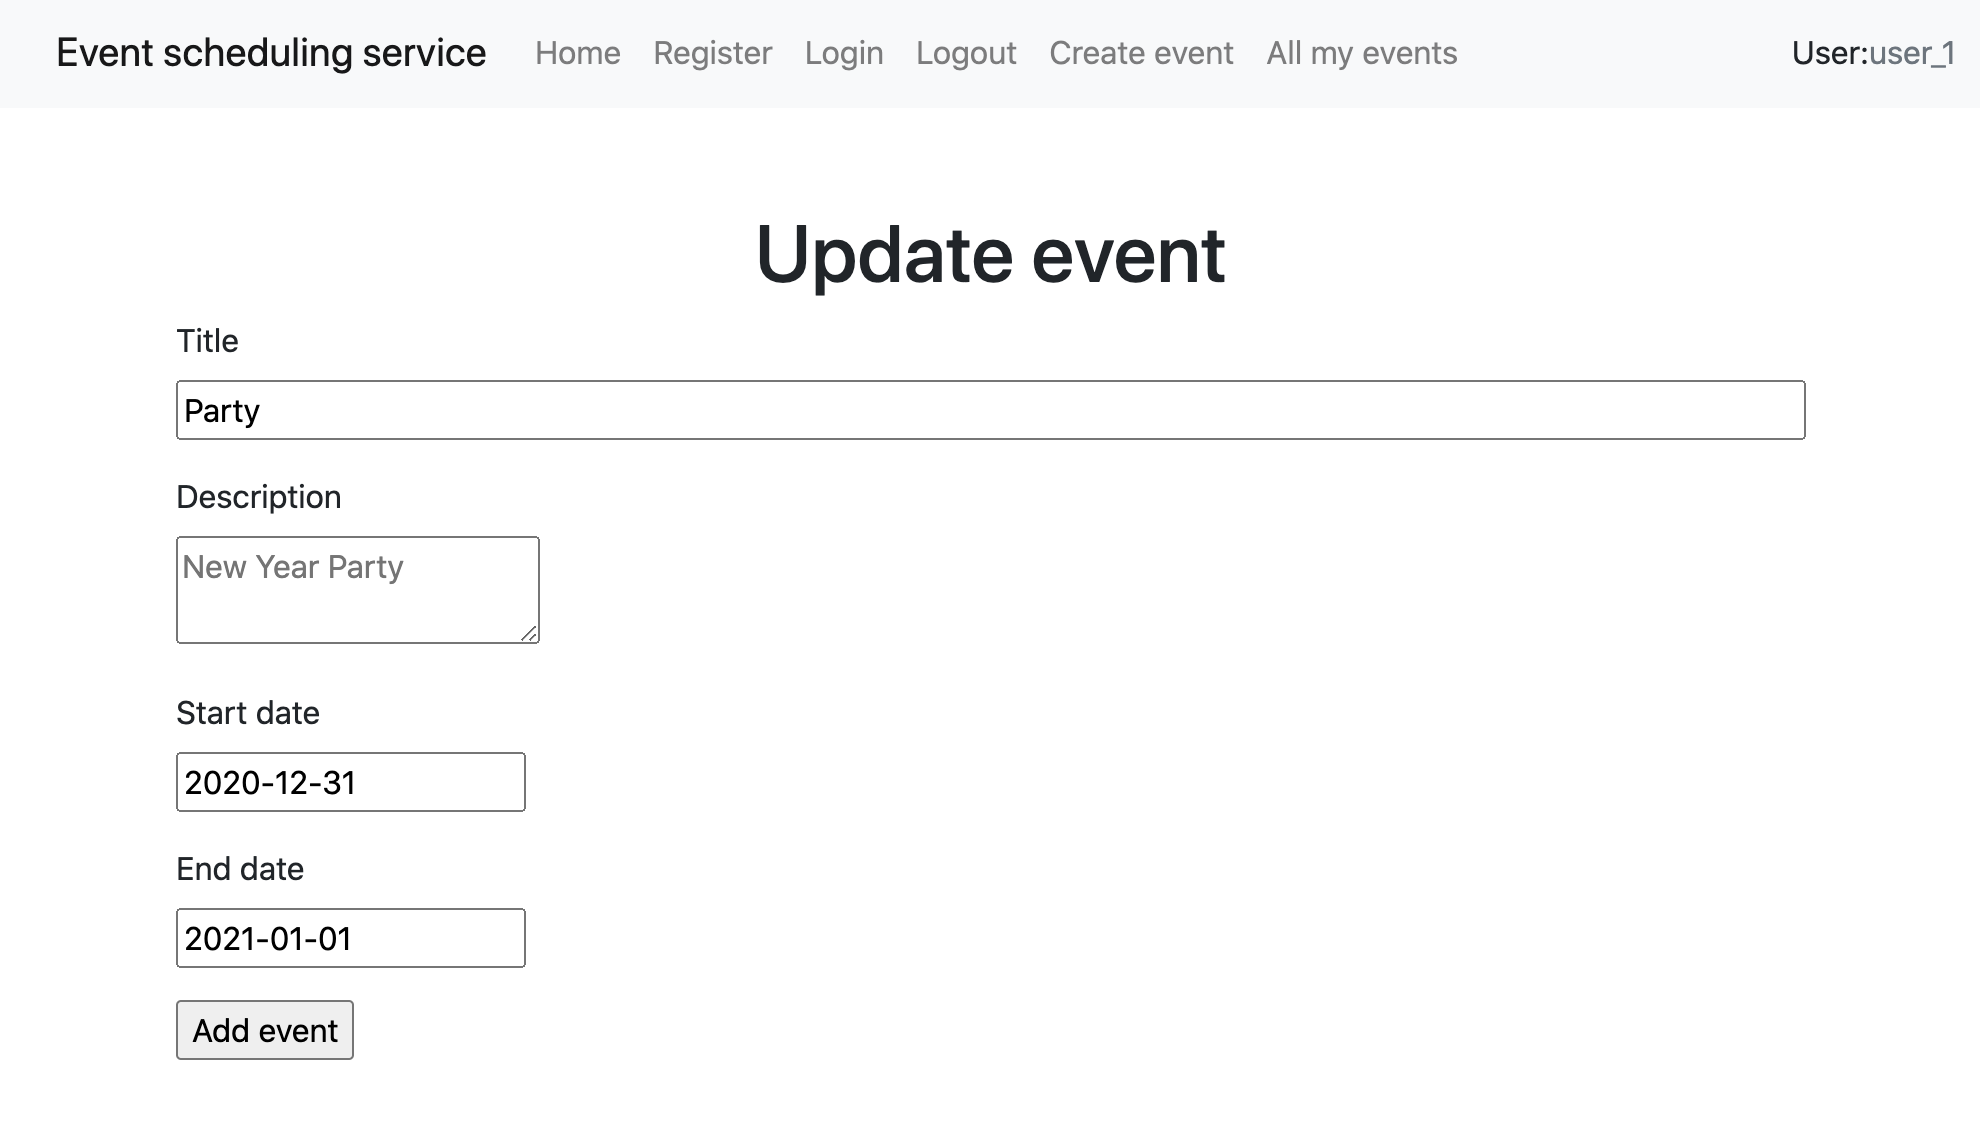 Event scheduling service Home Register Login Logout Create event All my events User:user_1
Update event
Title
Party
Description
New Year Party
Start date
2020-12-31
End date
2021-01-01
Add event